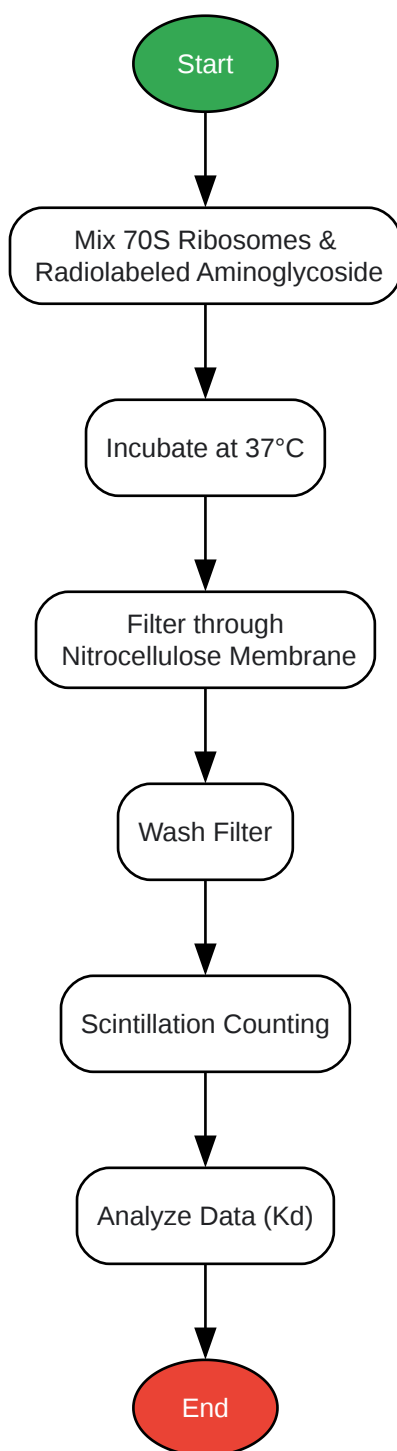 Start
Mix 70S Ribosomes &
Radiolabeled Aminoglycoside
Incubate at 37°C
Filter through
Nitrocellulose Membrane
Wash Filter
Scintillation Counting
Analyze Data (Kd)
End